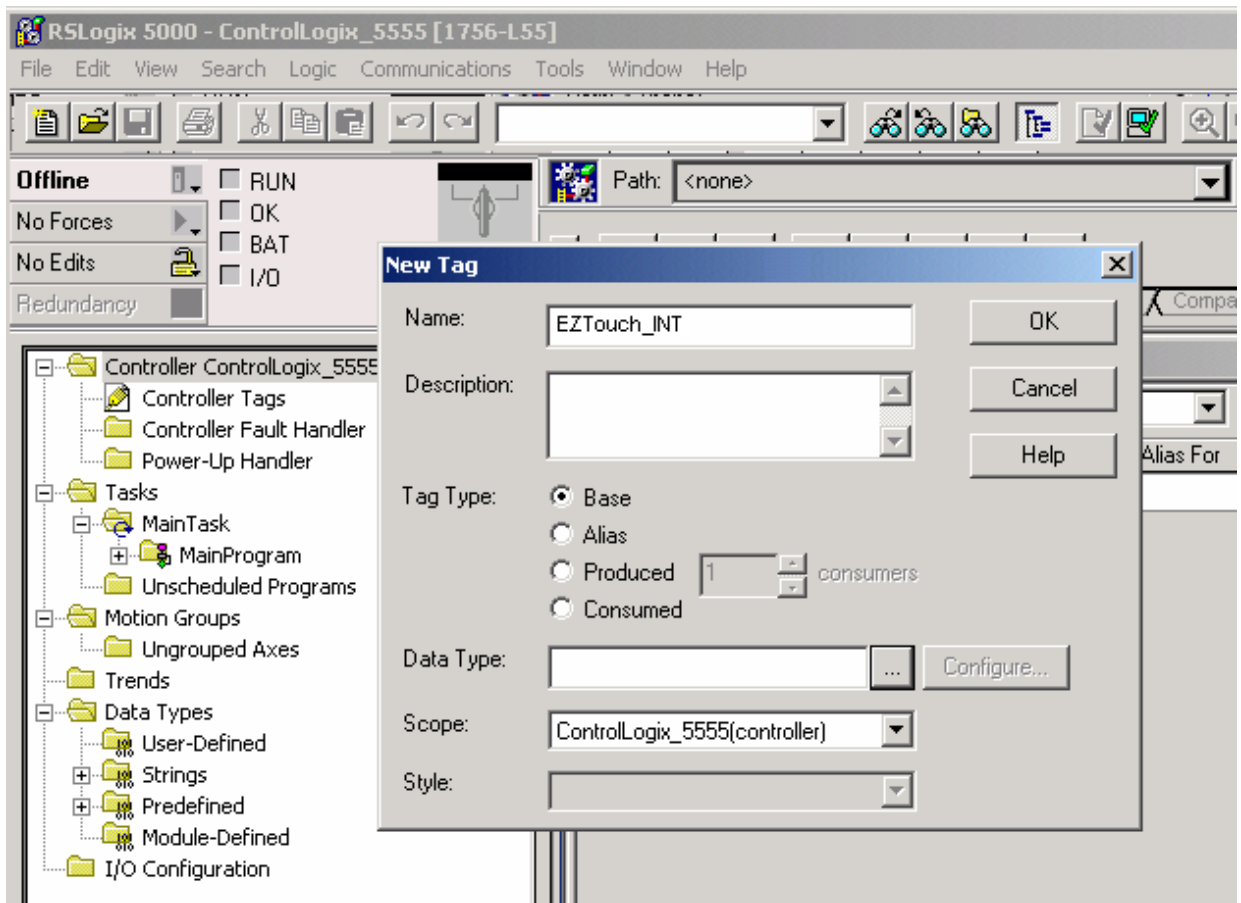 RSLogix 5000 - ControlLogix_5555 [1756-L55]
File Edit View Search Logic Communications Tools Window Help
Offline
RUN
Path: <none>
No Forces
OK
BAT
No Edits
I/O
Redundancy
Compa
New Tag
Name: EZTouch_INT
OK
Description:
Cancel
Help
Alias For
Tag Type: Base
Alias
Produced 1 consumers
Consumed
Data Type: ... Configure...
Scope: ControlLogix_5555(controller)
Style:
Controller ControlLogix_5555
Controller Tags
Controller Fault Handler
Power-Up Handler
Tasks
MainTask
MainProgram
Unscheduled Programs
Motion Groups
Ungrouped Axes
Trends
Data Types
User-Defined
Strings
Predefined
Module-Defined
I/O Configuration